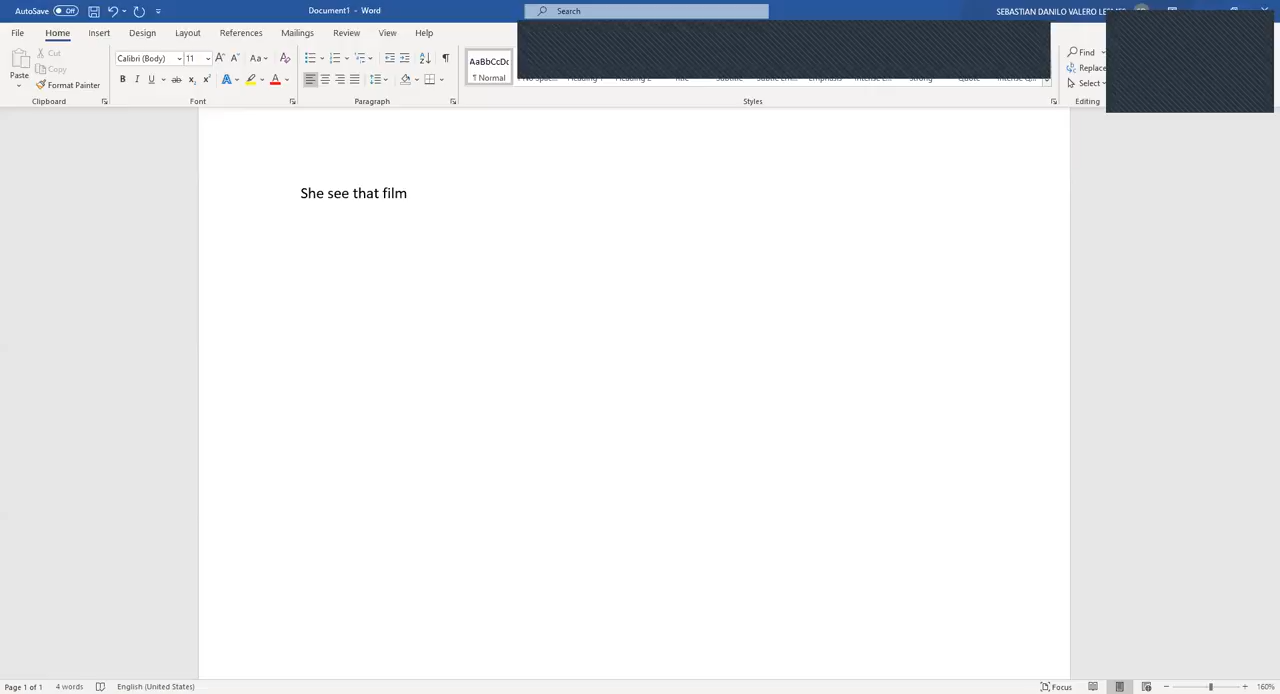 AutoSave Off Document1 - Word Search SEBASTIAN DANILO VALERO
File Home Insert Design Layout References Mailings Review View Help
Paste Cut Copy Format Painter
Calibri (Body) 11 Aa
AaBbCcDc
¶ Normal
Find
Replace
Select
Clipboard Font Paragraph Styles Editing
She see that film
Page 1 of 1 4 words English (United States) Focus 160%